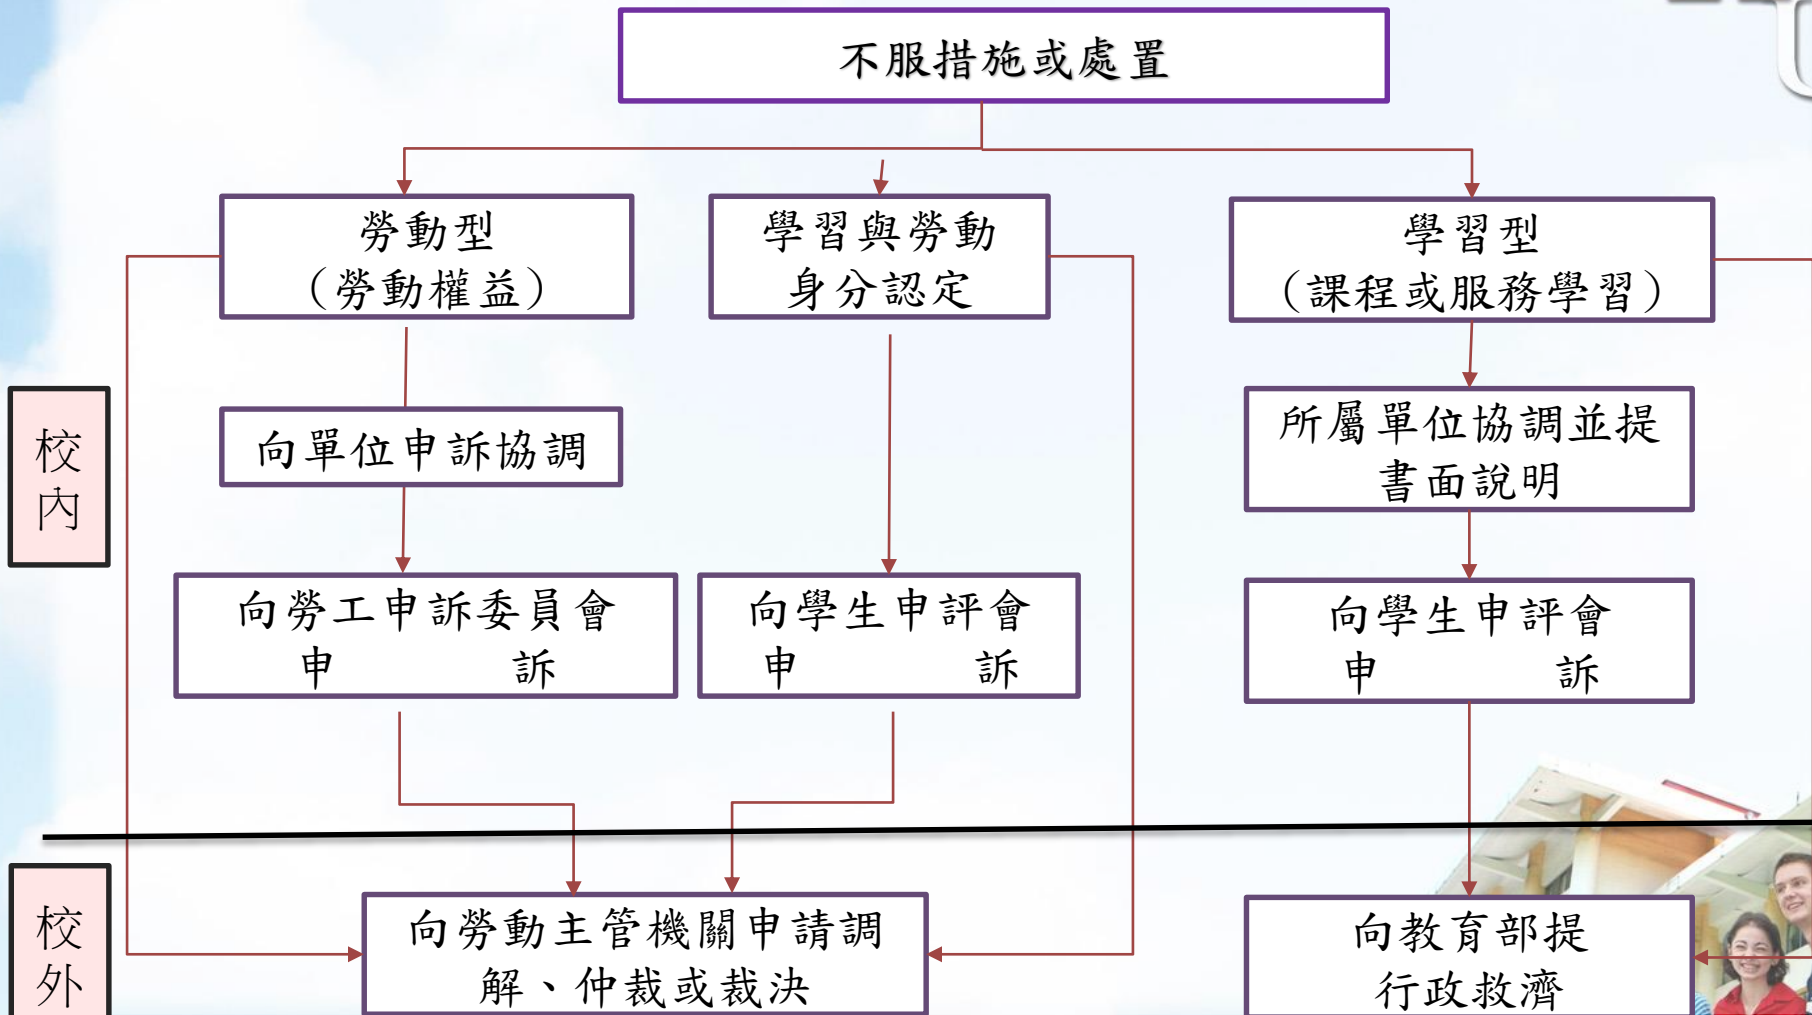 不服措施或處置
勞動型
（勞動權益）
學習與勞動
身分認定
學習型
（課程或服務學習）
校
內
向單位申訴協調
所屬單位協調並提
書面說明
向勞工申訴委員會
申 訴
向學生申評會
申 訴
向學生申評會
申 訴
校
外
向勞動主管機關申請調
解、仲裁或裁決
向教育部提
行政救濟